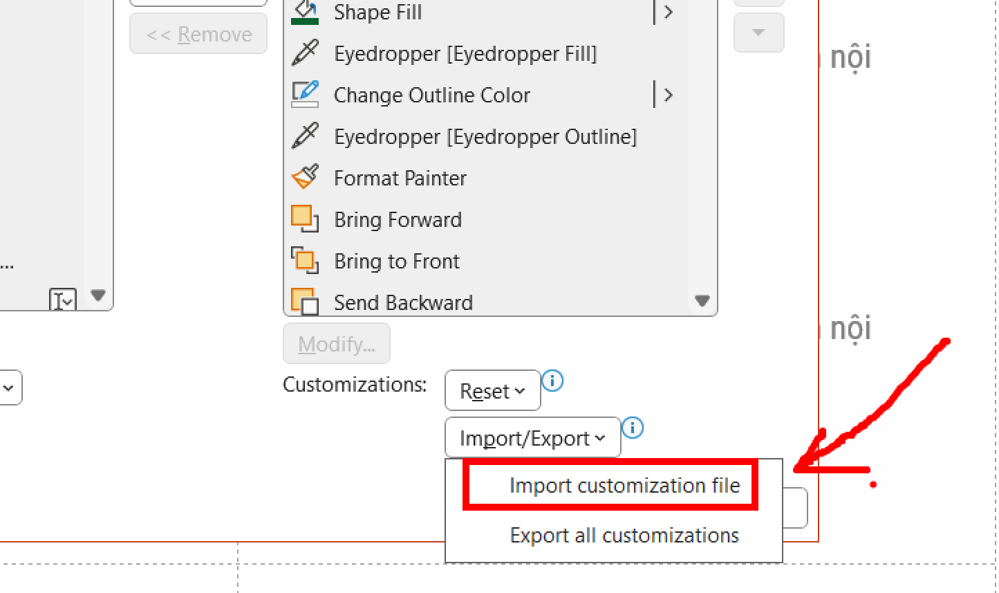 Shape Fill
<< Remove
Eyedropper [Eyedropper Fill]
nội
Change Outline Color
Eyedropper [Eyedropper Outline]
Format Painter
Bring Forward
...
Bring to Front
Send Backward
nội
Modify...
Customizations:
Reset
Import/Export
Import customization file
Export all customizations